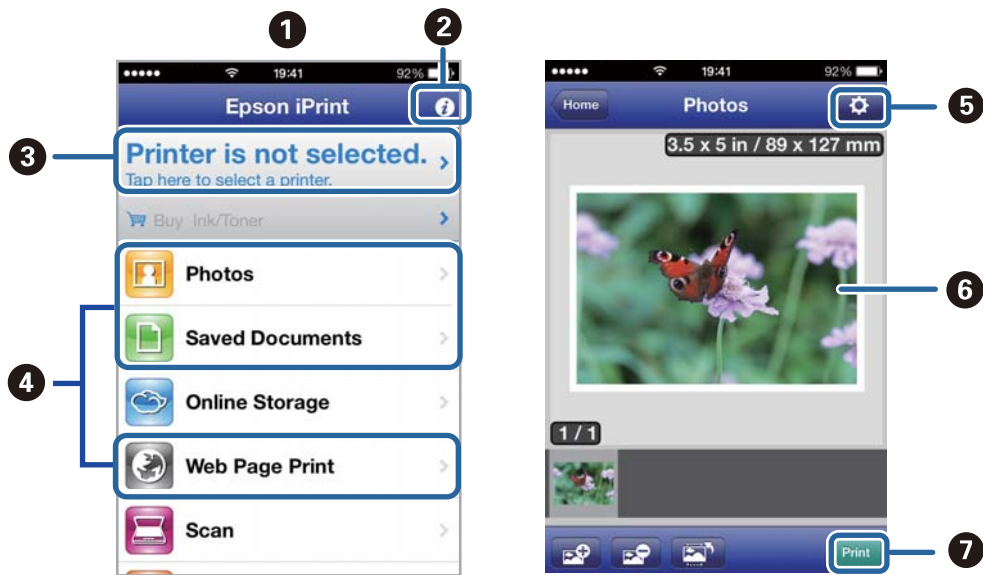 1
2
19:41
92%
Epson iPrint
i
3
Printer is not selected.
Tap here to select a printer.
Buy Ink/Toner
Photos
Saved Documents
4
Online Storage
Web Page Print
Scan
19:41
92%
Home
Photos
5
3.5 x 5 in / 89 x 127 mm
6
1/1
Print
7